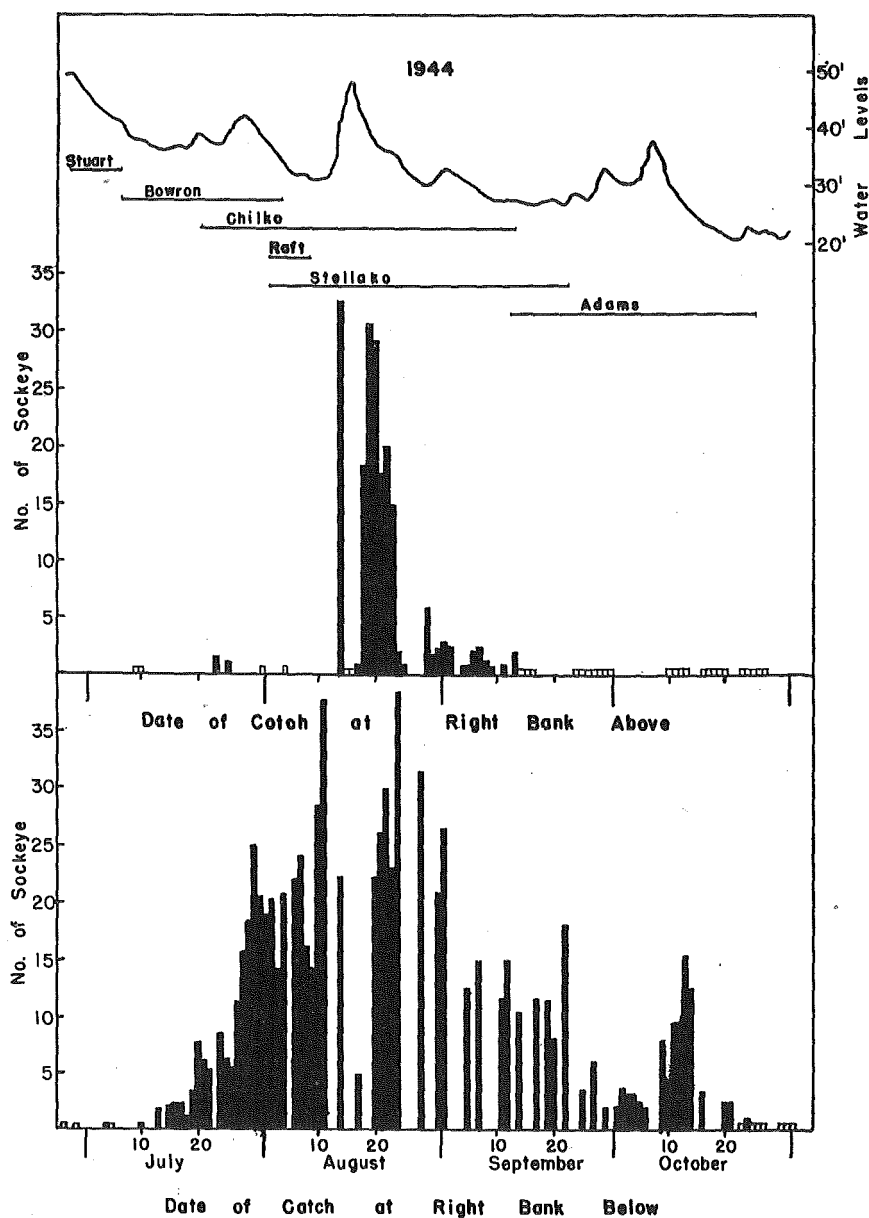 1944
50'
40'
30'
20'
Water Levels
Stuart
Bowron
Chilko
Raft
Stellako
Adams
35
30
25
20
15
10
5
No. of Sockeye
Date of Catch at Right Bank Above
35
30
25
20
15
10
5
No. of Sockeye
10 20 10 20 10 20 10 20
July August September October
Date of Catch at Right Bank Below